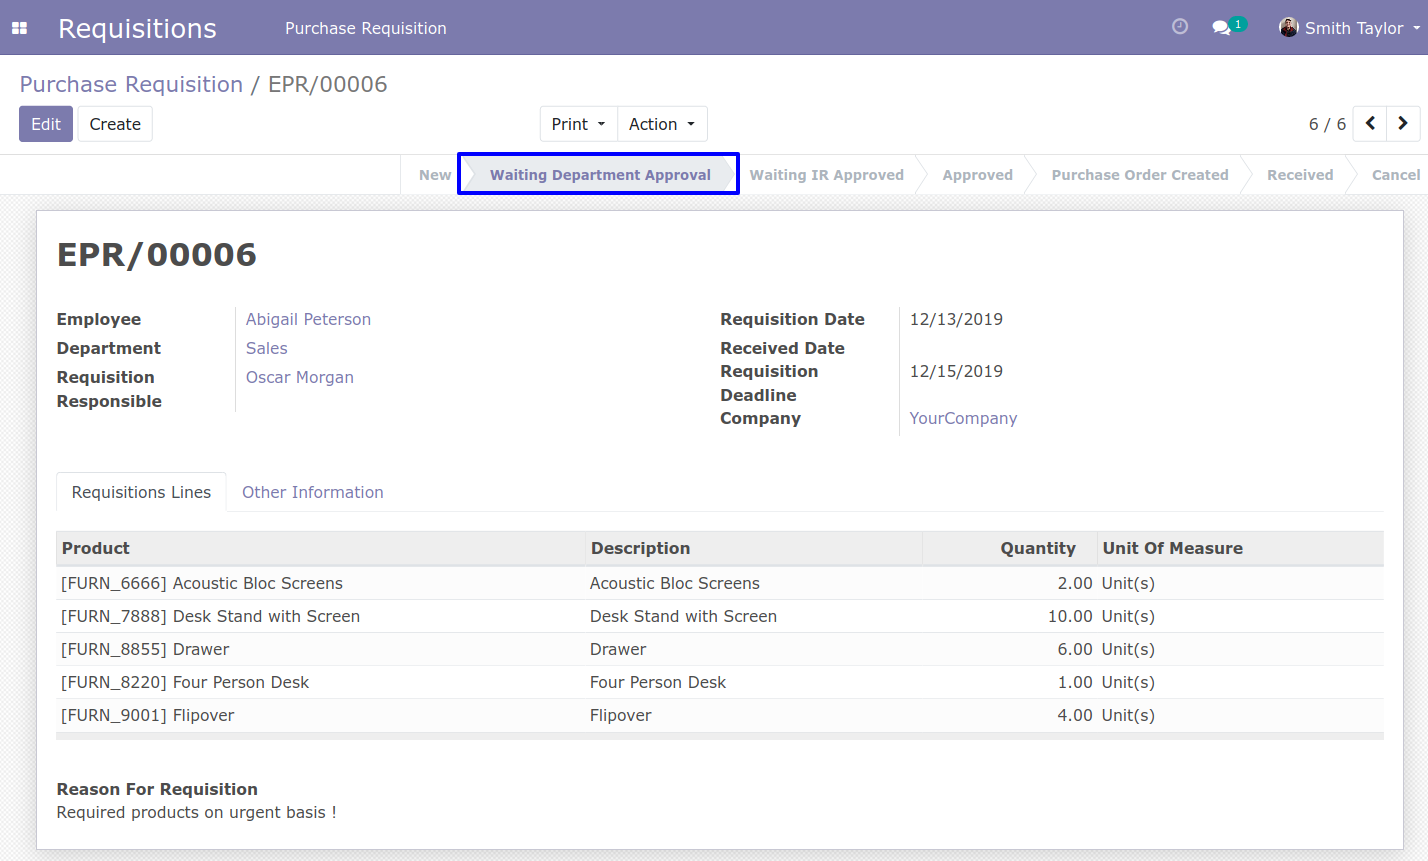 Requisitions Purchase Requisition 1 Smith Taylor
Purchase Requisition / EPR/00006
Edit Create Print Action 6 / 6
New Waiting Department Approval Waiting IR Approved Approved Purchase Order Created Received Cancel
EPR/00006
Employee Abigail Peterson
Department Sales
Requisition Responsible Oscar Morgan
Requisition Date 12/13/2019
Received Date
Requisition Deadline 12/15/2019
Company YourCompany
Requisitions Lines Other Information
Product Description Quantity Unit Of Measure
[FURN_6666] Acoustic Bloc Screens Acoustic Bloc Screens 2.00 Unit(s)
[FURN_7888] Desk Stand with Screen Desk Stand with Screen 10.00 Unit(s)
[FURN_8855] Drawer Drawer 6.00 Unit(s)
[FURN_8220] Four Person Desk Four Person Desk 1.00 Unit(s)
[FURN_9001] Flipover Flipover 4.00 Unit(s)
Reason For Requisition
Required products on urgent basis !